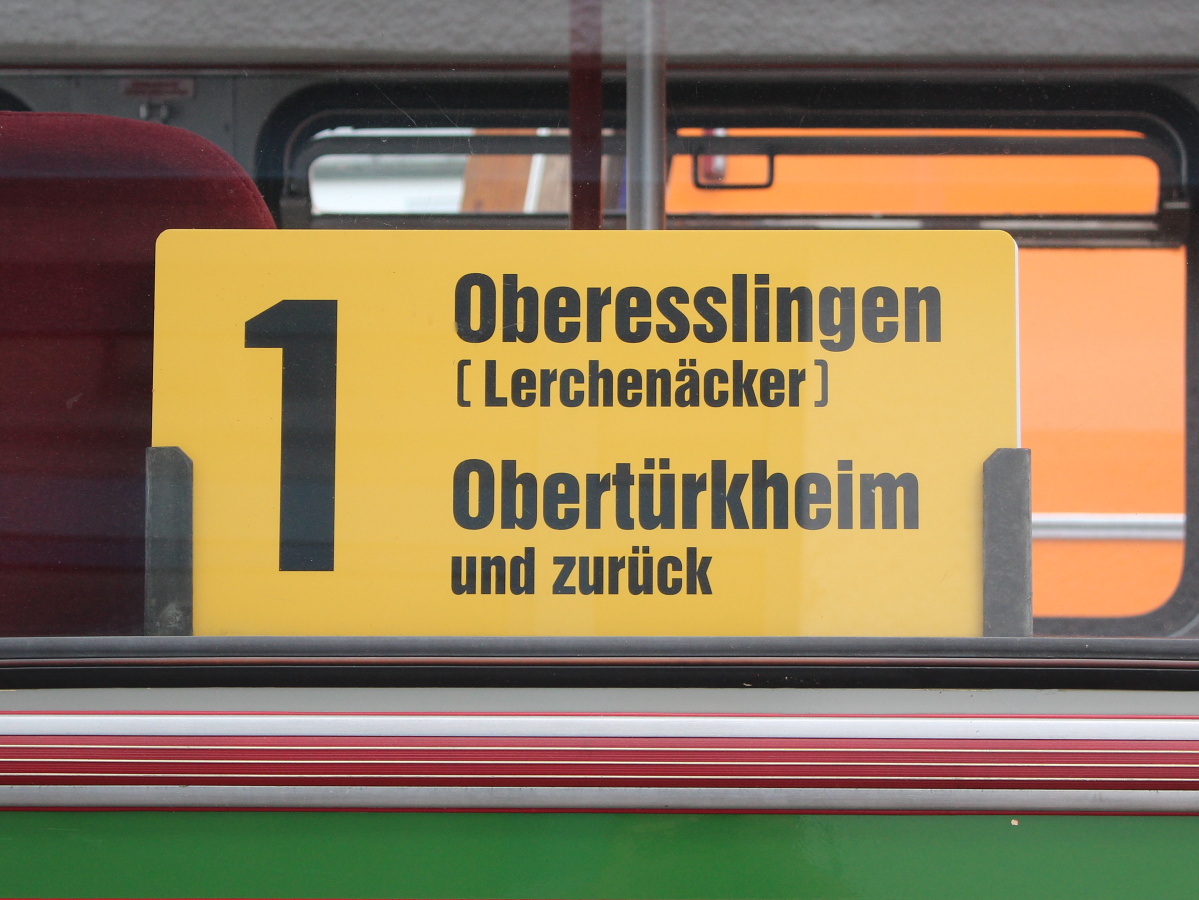 1
Oberesslingen
(Lerchenäcker)
Obertürkheim
und zurück